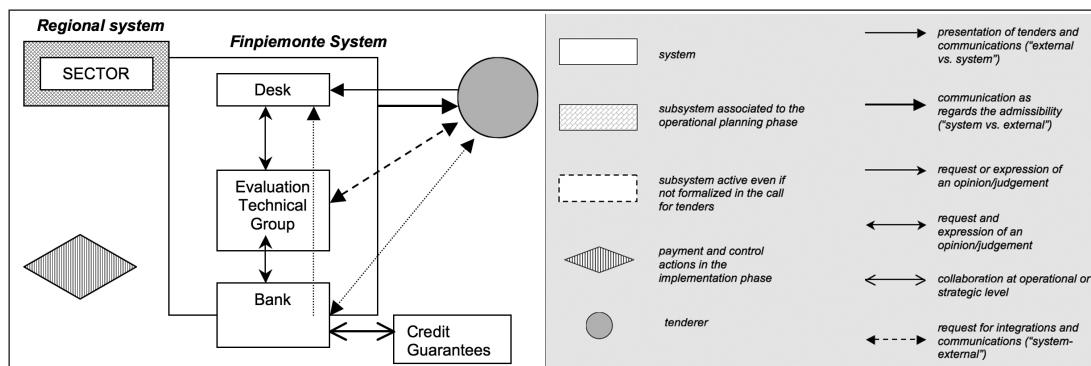 Regional system
Finpiemonte System
SECTOR
Desk
Evaluation
Technical
Group
Bank
Credit
Guarantees
system
subsystem associated to the
operational planning phase
subsystem active even if
not formalized in the call
for tenders
payment and control
actions in the
implementation phase
tenderer
presentation of tenders and
communications (“external
vs. system”)
communication as
regards the admissibility
(“system vs. external”)
request or expression of
an opinion/judgement
request and
expression of an
opinion/judgement
collaboration at operational or
strategic level
request for integrations and
communications (“system-
external”)